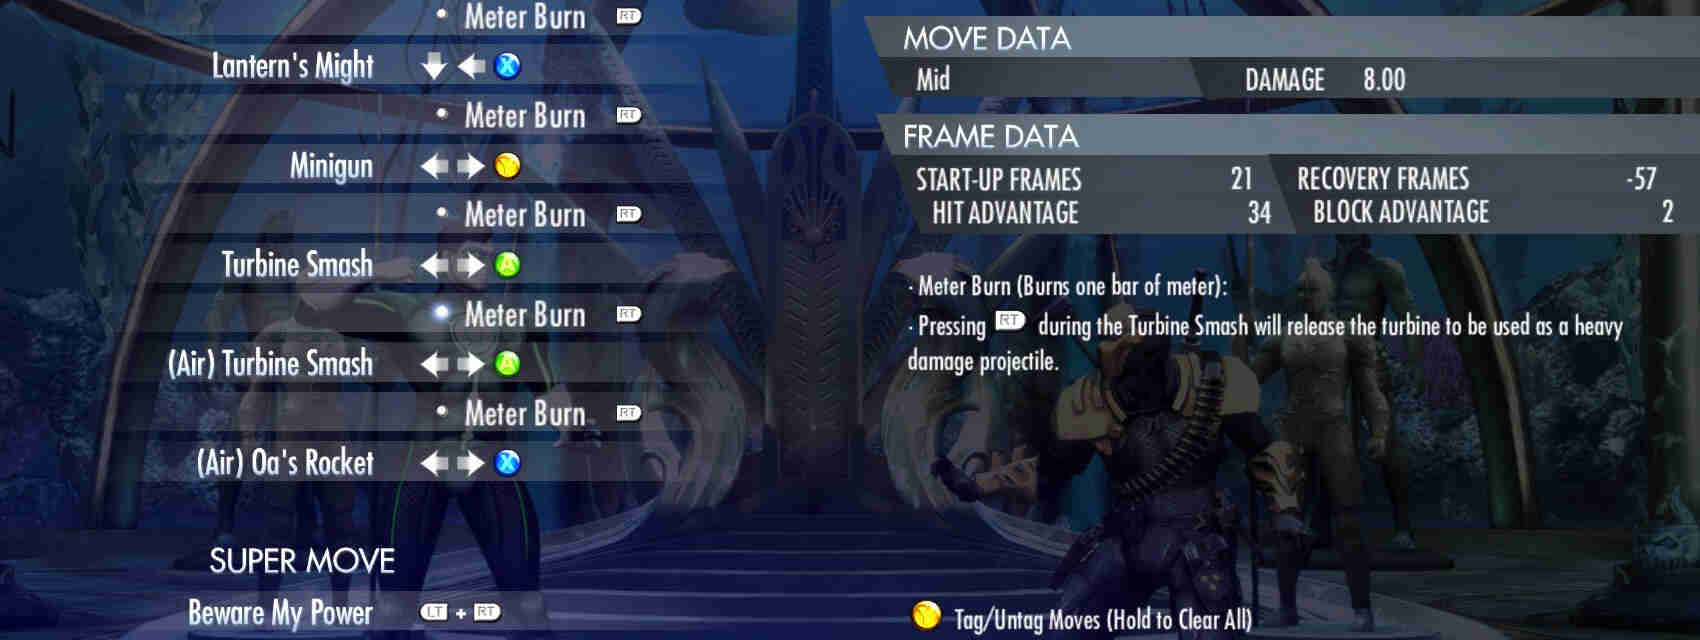 Meter Burn RT
Lantern's Might X
Meter Burn RT
Minigun Y
Meter Burn RT
Turbine Smash A
Meter Burn RT
(Air) Turbine Smash A
Meter Burn RT
(Air) Oa's Rocket X
SUPER MOVE
Beware My Power LT + RT
MOVE DATA
Mid DAMAGE 8.00
FRAME DATA
START-UP FRAMES 21 RECOVERY FRAMES -57
HIT ADVANTAGE 34 BLOCK ADVANTAGE 2
· Meter Burn (Burns one bar of meter):
· Pressing RT during the Turbine Smash will release the turbine to be used as a heavy
damage projectile.
Y Tag/Untag Moves (Hold to Clear All)